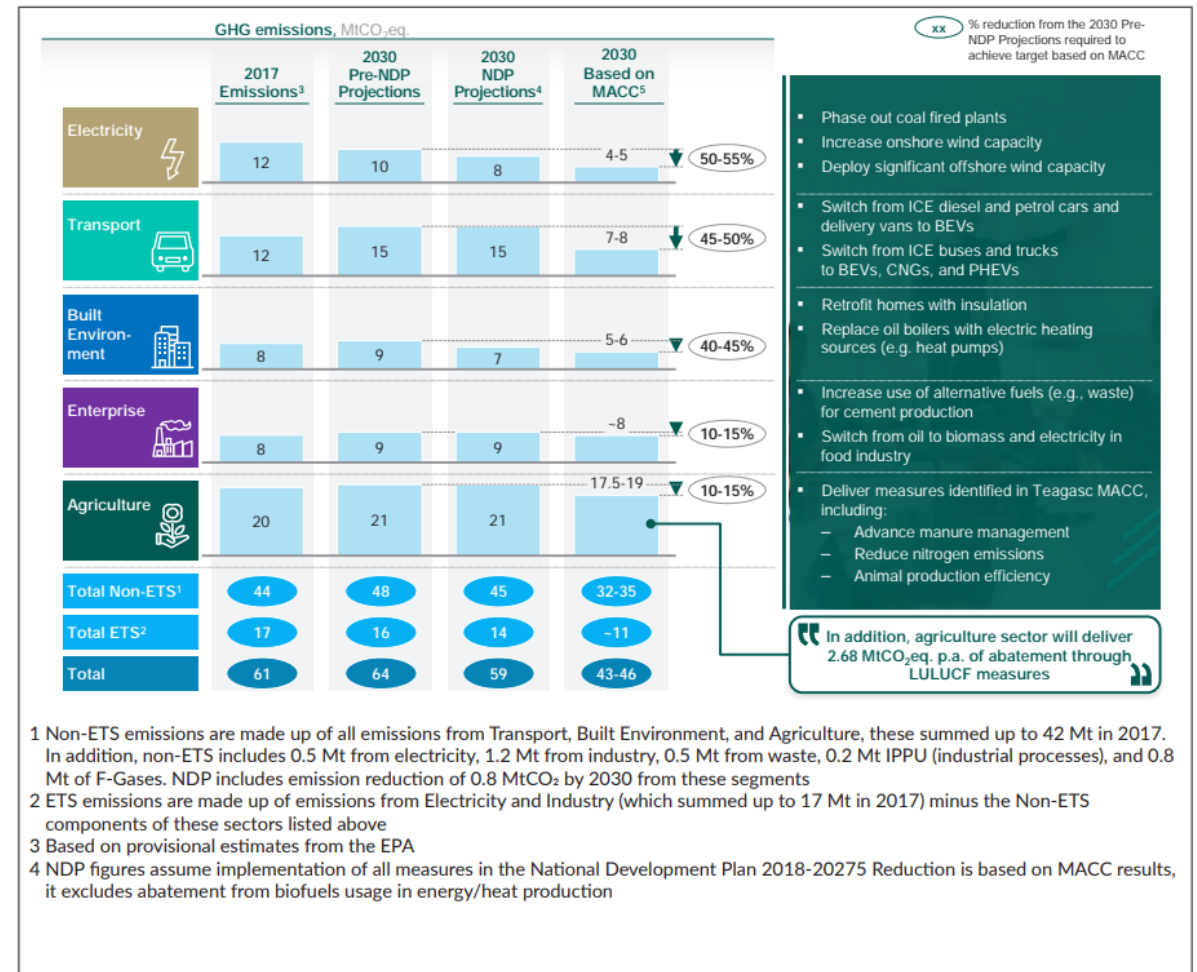 GHG emissions, MtCO₂eq.
xx
% reduction from the 2030 Pre-
NDP Projections required to
achieve target based on MACC
2017
Emissions³
2030
Pre-NDP
Projections
2030
NDP
Projections⁴
2030
Based on
MACC⁵
Electricity
12
10
8
4-5
50-55%
▪ Phase out coal fired plants
▪ Increase onshore wind capacity
▪ Deploy significant offshore wind capacity
Transport
12
15
15
7-8
45-50%
▪ Switch from ICE diesel and petrol cars and
delivery vans to BEVs
▪ Switch from ICE buses and trucks
to BEVs, CNGs, and PHEVs
Built
Environ-
ment
8
9
7
5-6
40-45%
▪ Retrofit homes with insulation
▪ Replace oil boilers with electric heating
sources (e.g. heat pumps)
Enterprise
8
9
9
~8
10-15%
▪ Increase use of alternative fuels (e.g., waste)
for cement production
▪ Switch from oil to biomass and electricity in
food industry
Agriculture
20
21
21
17.5-19
10-15%
▪ Deliver measures identified in Teagasc MACC,
including:
– Advance manure management
– Reduce nitrogen emissions
– Animal production efficiency
Total Non-ETS¹
44
48
45
32-35
Total ETS²
17
16
14
~11
Total
61
64
59
43-46
In addition, agriculture sector will deliver
2.68 MtCO₂eq. p.a. of abatement through
LULUCF measures
1 Non-ETS emissions are made up of all emissions from Transport, Built Environment, and Agriculture, these summed up to 42 Mt in 2017.
In addition, non-ETS includes 0.5 Mt from electricity, 1.2 Mt from industry, 0.5 Mt from waste, 0.2 Mt IPPU (industrial processes), and 0.8
Mt of F-Gases. NDP includes emission reduction of 0.8 MtCO₂ by 2030 from these segments
2 ETS emissions are made up of emissions from Electricity and Industry (which summed up to 17 Mt in 2017) minus the Non-ETS
components of these sectors listed above
3 Based on provisional estimates from the EPA
4 NDP figures assume implementation of all measures in the National Development Plan 2018-20275 Reduction is based on MACC results,
it excludes abatement from biofuels usage in energy/heat production